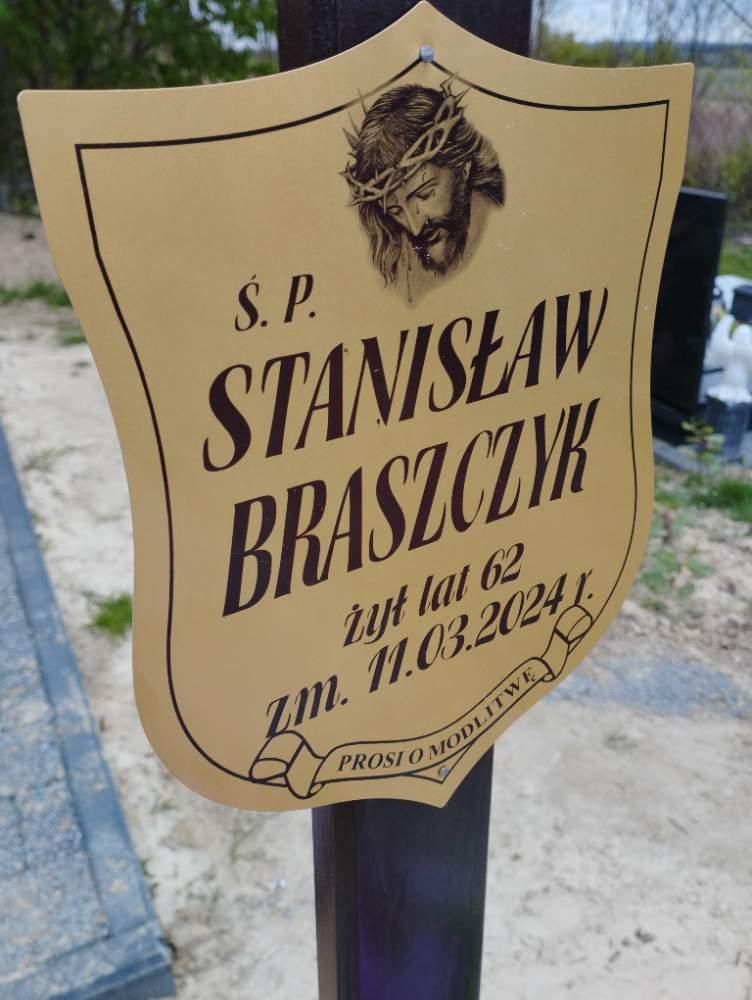 Ś. P.
STANISŁAW
BRASZCZYK
żył lat 62
zm. 11.03.2024 r.
PROSI O MODLITWĘ